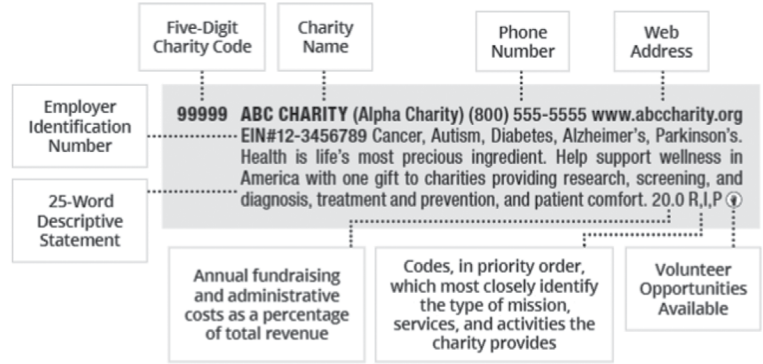 Five-Digit
Charity Code
Charity
Name
Phone
Number
Web
Address
Employer
Identification
Number
99999 ABC CHARITY (Alpha Charity) (800) 555-5555 www.abccharity.org
EIN#12-3456789 Cancer, Autism, Diabetes, Alzheimer's, Parkinson's.
Health is life's most precious ingredient. Help support wellness in
America with one gift to charities providing research, screening, and
diagnosis, treatment and prevention, and patient comfort. 20.0 R,I,P
25-Word
Descriptive
Statement
Annual fundraising
and administrative
costs as a percentage
of total revenue
Codes, in priority order,
which most closely identify
the type of mission,
services, and activities the
charity provides
Volunteer
Opportunities
Available